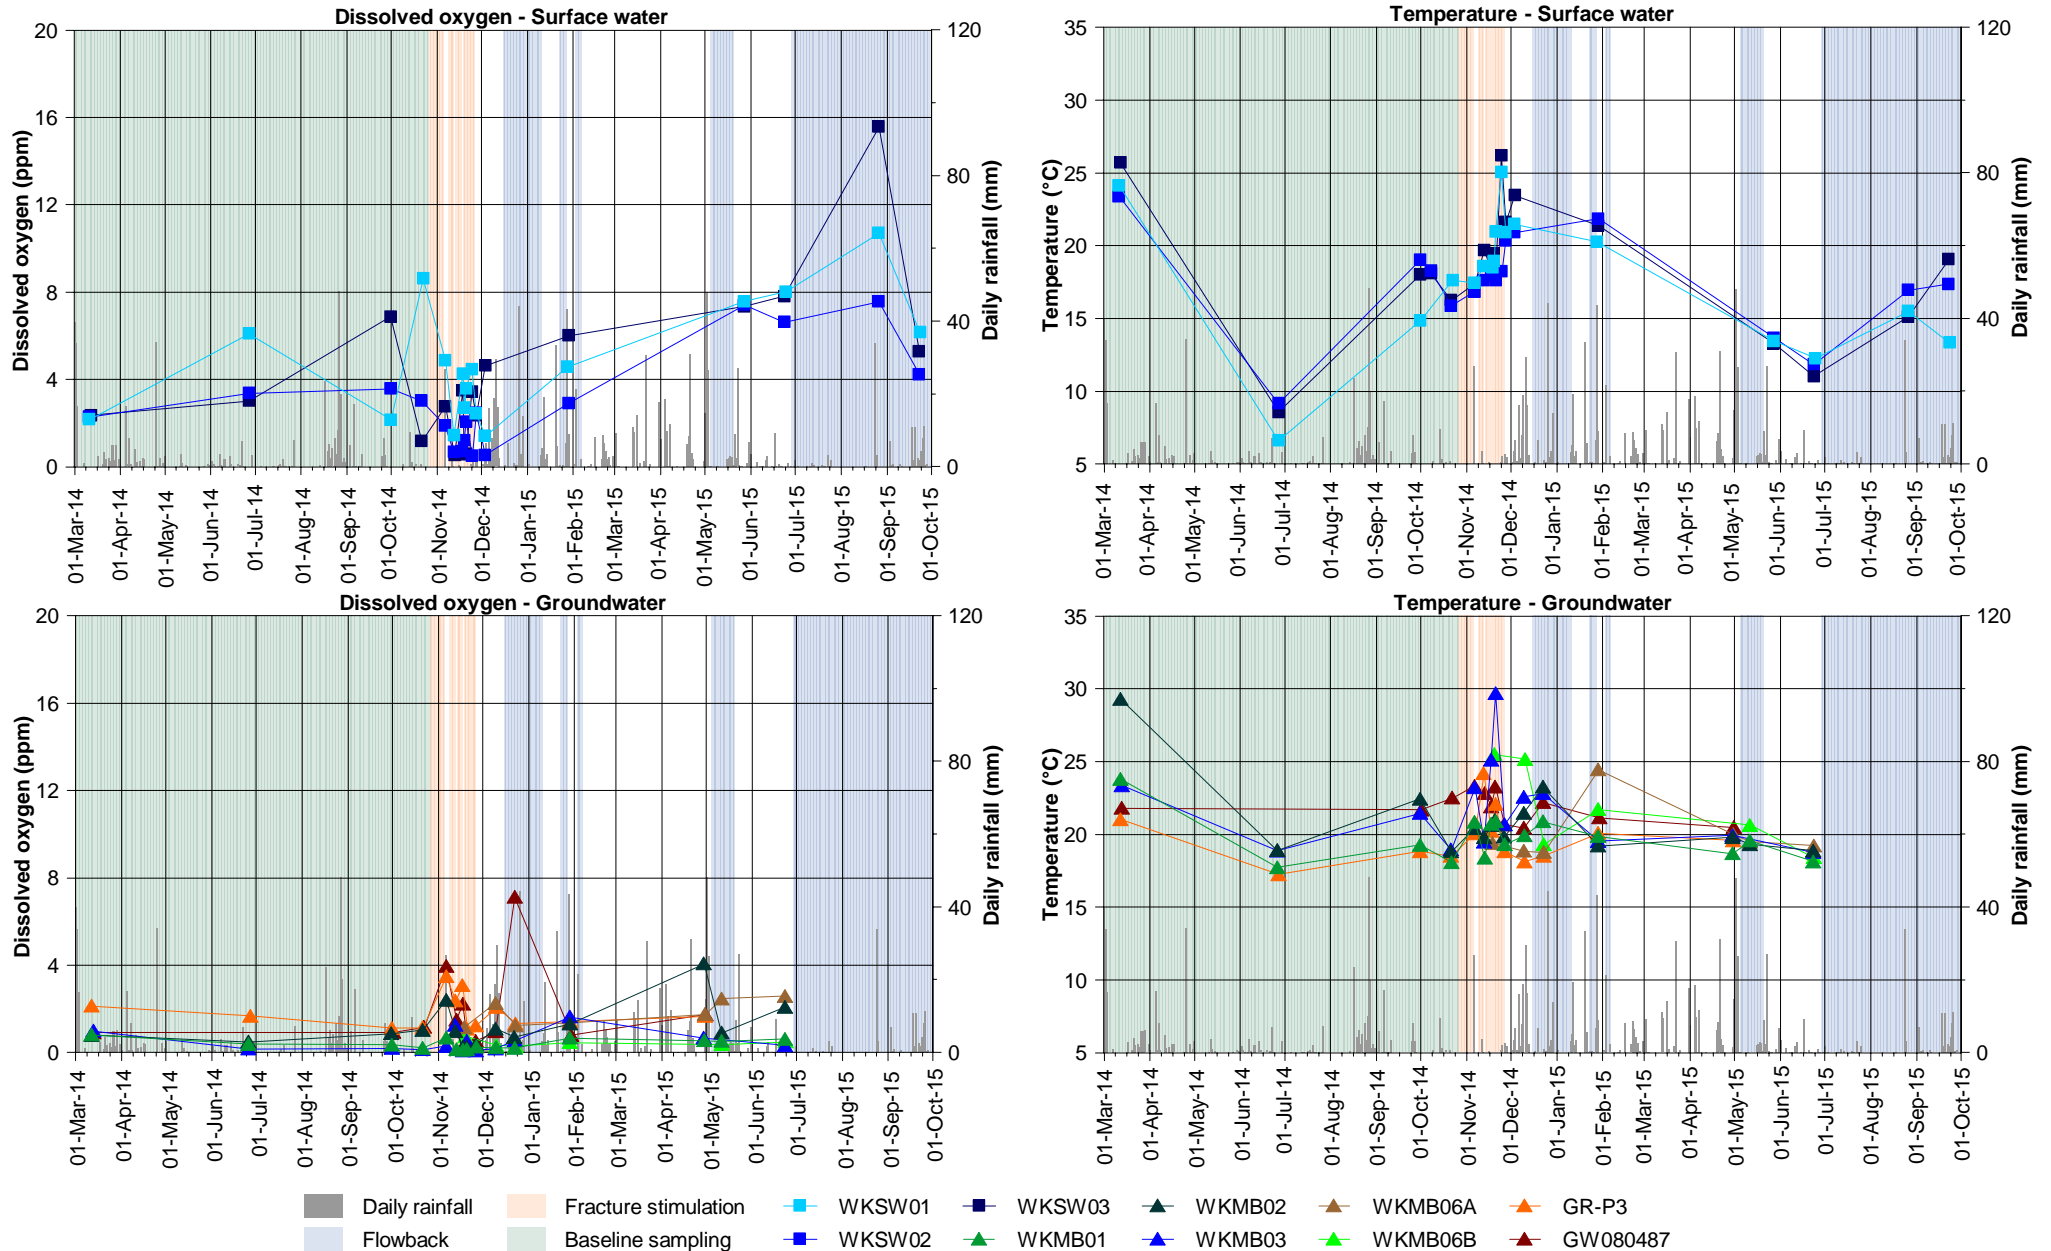 Dissolved oxygen - Surface water
Dissolved oxygen (ppm)
20
16
12
8
4
0
Daily rainfall (mm)
120
80
40
0
01-Mar-14
01-Apr-14
01-May-14
01-Jun-14
01-Jul-14
01-Aug-14
01-Sep-14
01-Oct-14
01-Nov-14
01-Dec-14
01-Jan-15
01-Feb-15
01-Mar-15
01-Apr-15
01-May-15
01-Jun-15
01-Jul-15
01-Aug-15
01-Sep-15
01-Oct-15
Temperature - Surface water
Temperature (°C)
35
30
25
20
15
10
5
Daily rainfall (mm)
120
80
40
0
01-Mar-14
01-Apr-14
01-May-14
01-Jun-14
01-Jul-14
01-Aug-14
01-Sep-14
01-Oct-14
01-Nov-14
01-Dec-14
01-Jan-15
01-Feb-15
01-Mar-15
01-Apr-15
01-May-15
01-Jun-15
01-Jul-15
01-Aug-15
01-Sep-15
01-Oct-15
Dissolved oxygen - Groundwater
Dissolved oxygen (ppm)
20
16
12
8
4
0
Daily rainfall (mm)
120
80
40
0
01-Mar-14
01-Apr-14
01-May-14
01-Jun-14
01-Jul-14
01-Aug-14
01-Sep-14
01-Oct-14
01-Nov-14
01-Dec-14
01-Jan-15
01-Feb-15
01-Mar-15
01-Apr-15
01-May-15
01-Jun-15
01-Jul-15
01-Aug-15
01-Sep-15
01-Oct-15
Temperature - Groundwater
Temperature (°C)
35
30
25
20
15
10
5
Daily rainfall (mm)
120
80
40
0
01-Mar-14
01-Apr-14
01-May-14
01-Jun-14
01-Jul-14
01-Aug-14
01-Sep-14
01-Oct-14
01-Nov-14
01-Dec-14
01-Jan-15
01-Feb-15
01-Mar-15
01-Apr-15
01-May-15
01-Jun-15
01-Jul-15
01-Aug-15
01-Sep-15
01-Oct-15
Daily rainfall Fracture stimulation WKSW01 WKSW03 WKMB02 WKMB06A GR-P3
Flowback Baseline sampling WKSW02 WKMB01 WKMB03 WKMB06B GW080487